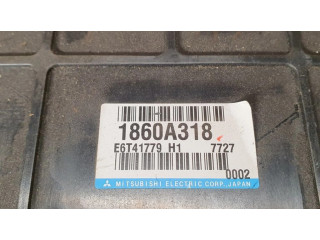 1860A318
E6T41779 H1 7727
0002
MITSUBISHI ELECTRIC CORP. JAPAN